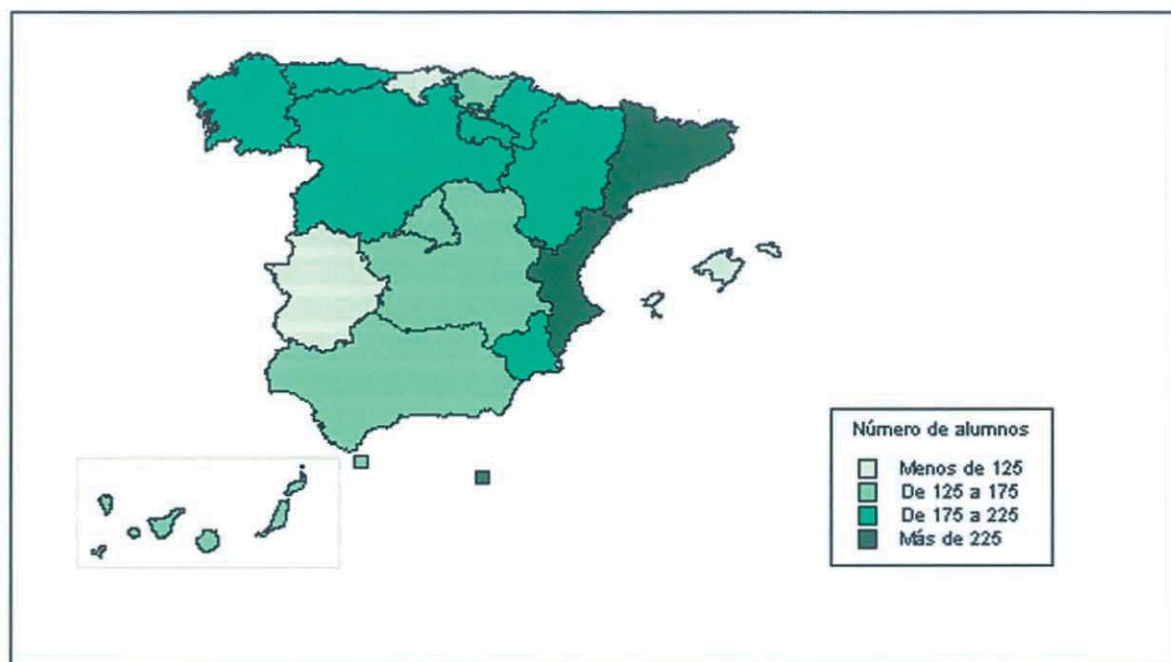 Número de alumnos
Menos de 125
De 125 a 175
De 175 a 225
Más de 225